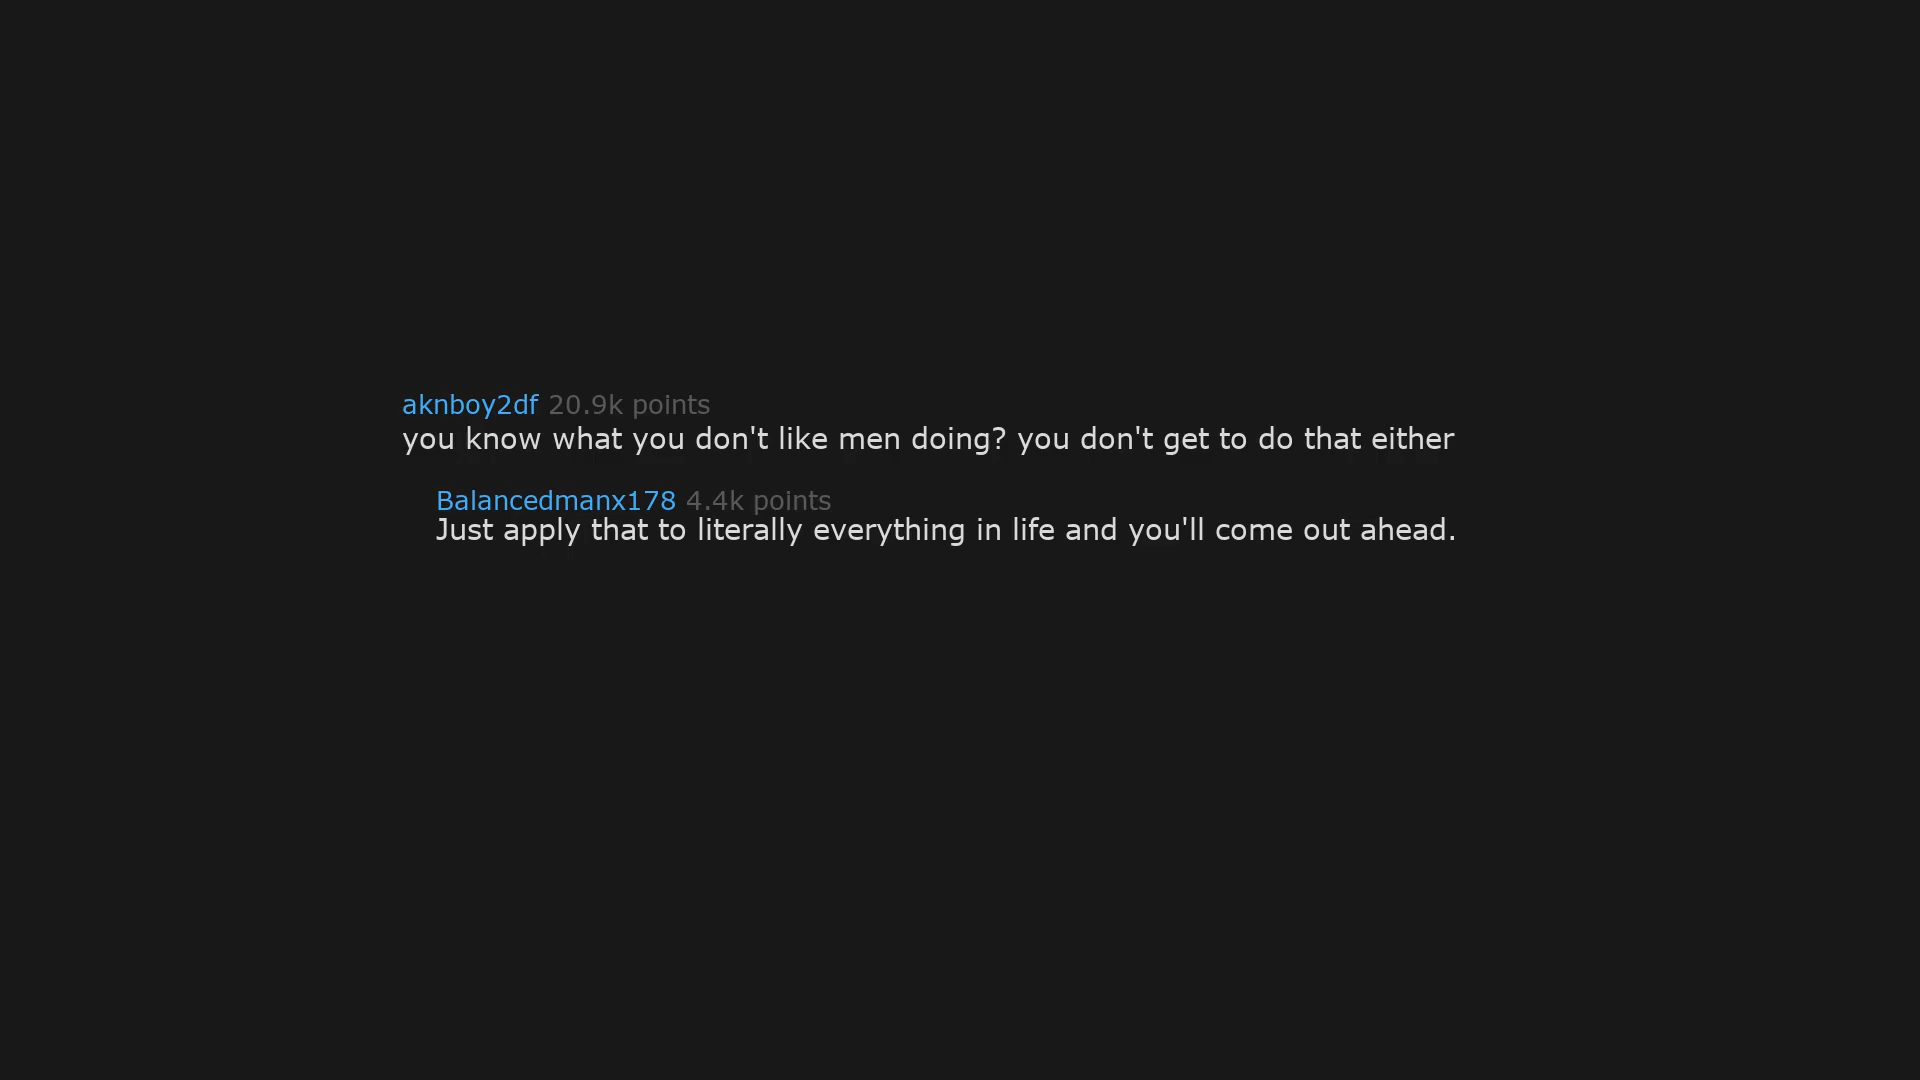 aknboy2df 20.9k points
you know what you don't like men doing? you don't get to do that either
Balancedmanx178 4.4k points
Just apply that to literally everything in life and you'll come out ahead.